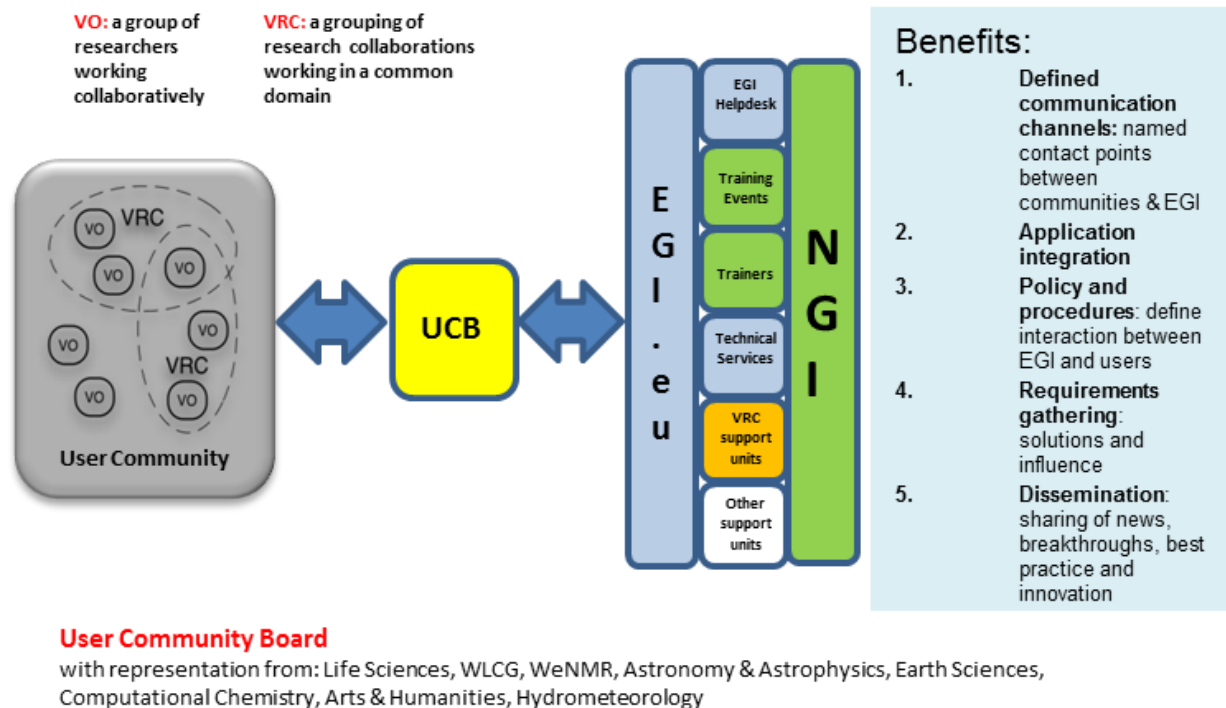 VO: a group of
researchers
working
collaboratively
VRC: a grouping of
research collaborations
working in a common
domain
VO
VRC
VO
VO
VO
VO
VRC
VO
VO
User Community
UCB
EGI.eu
EGI
Helpdesk
Training
Events
Trainers
Technical
Services
VRC
support
units
Other
support
units
NGI
Benefits:
1. Defined
communication
channels: named
contact points
between
communities & EGI
2. Application
integration
3. Policy and
procedures: define
interaction between
EGI and users
4. Requirements
gathering:
solutions and
influence
5. Dissemination:
sharing of news,
breakthroughs, best
practice and
innovation
User Community Board
with representation from: Life Sciences, WLCG, WeNMR, Astronomy & Astrophysics, Earth Sciences,
Computational Chemistry, Arts & Humanities, Hydrometeorology